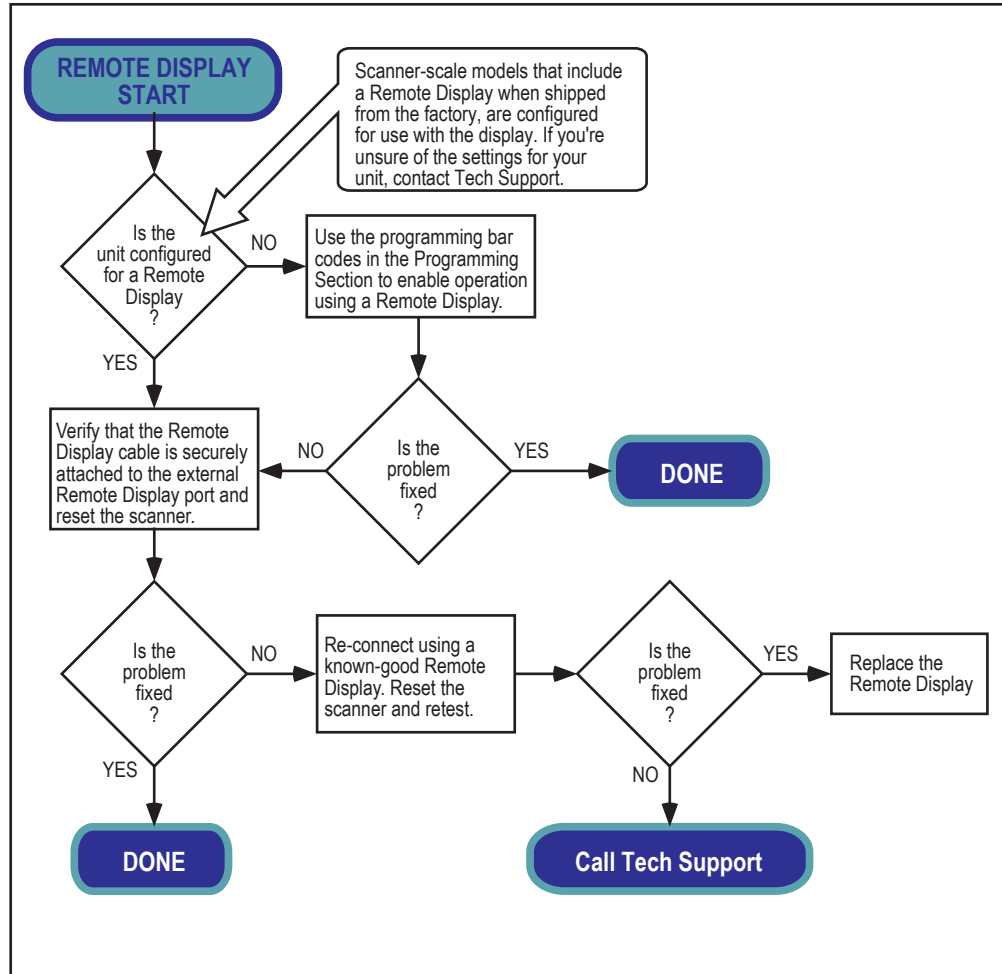 REMOTE DISPLAY
START
Scanner-scale models that include
a Remote Display when shipped
from the factory, are configured
for use with the display. If you're
unsure of the settings for your
unit, contact Tech Support.
Is the
unit configured
for a Remote
Display
?
NO
Use the programming bar
codes in the Programming
Section to enable operation
using a Remote Display.
YES
Verify that the Remote
Display cable is securely
attached to the external
Remote Display port and
reset the scanner.
NO
Is the
problem
fixed
?
YES
DONE
Is the
problem
fixed
?
NO
Re-connect using a
known-good Remote
Display. Reset the
scanner and retest.
Is the
problem
fixed
?
YES
Replace the
Remote Display
YES
NO
DONE
Call Tech Support